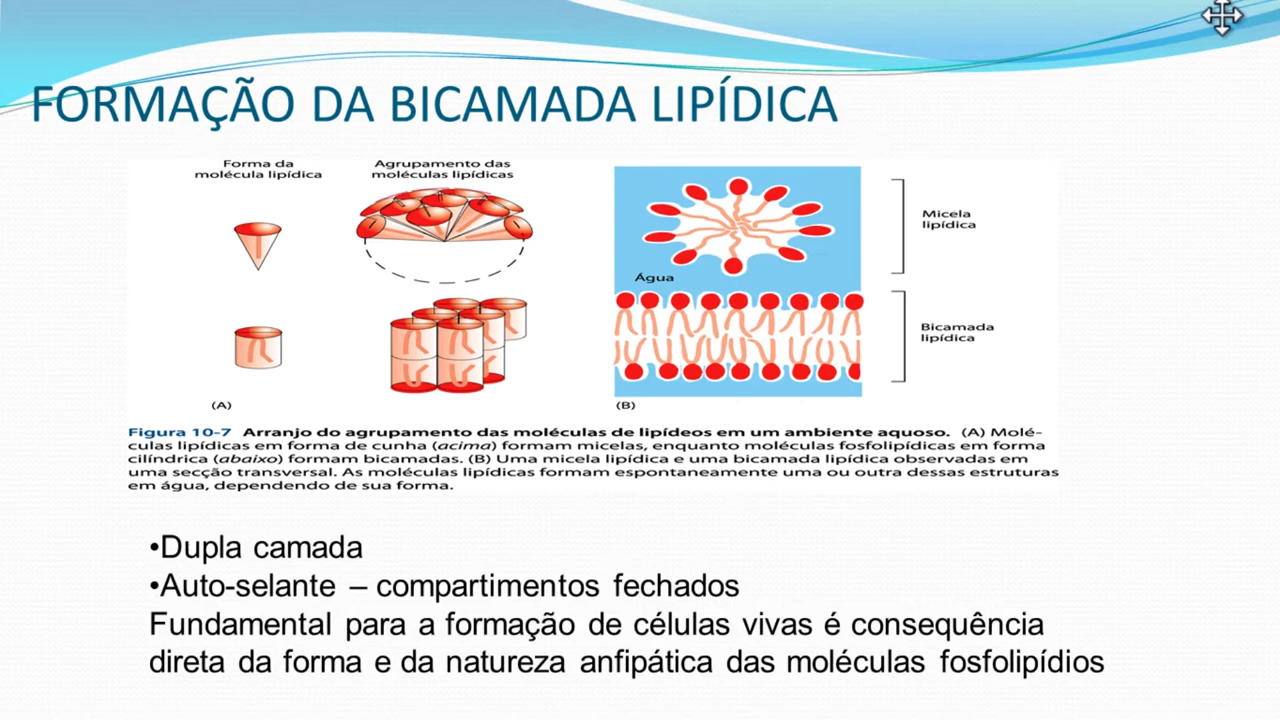 FORMAÇÃO DA BICAMADA LIPÍDICA
Forma da
molécula lipídica
Agrupamento das
moléculas lipídicas
(A)
Água
Micela
lipídica
Bicamada
lipídica
(B)
Figura 10-7 Arranjo do agrupamento das moléculas de lipídeos em um ambiente aquoso. (A) Molé-
culas lipídicas em forma de cunha (acima) formam micelas, enquanto moléculas fosfolipídicas em forma
cilíndrica (abaixo) formam bicamadas. (B) Uma micela lipídica e uma bicamada lipídica observadas em
uma secção transversal. As moléculas lipídicas formam espontaneamente uma ou outra dessas estruturas
em água, dependendo de sua forma.
•Dupla camada
•Auto-selante – compartimentos fechados
Fundamental para a formação de células vivas é consequência
direta da forma e da natureza anfipática das moléculas fosfolipídios